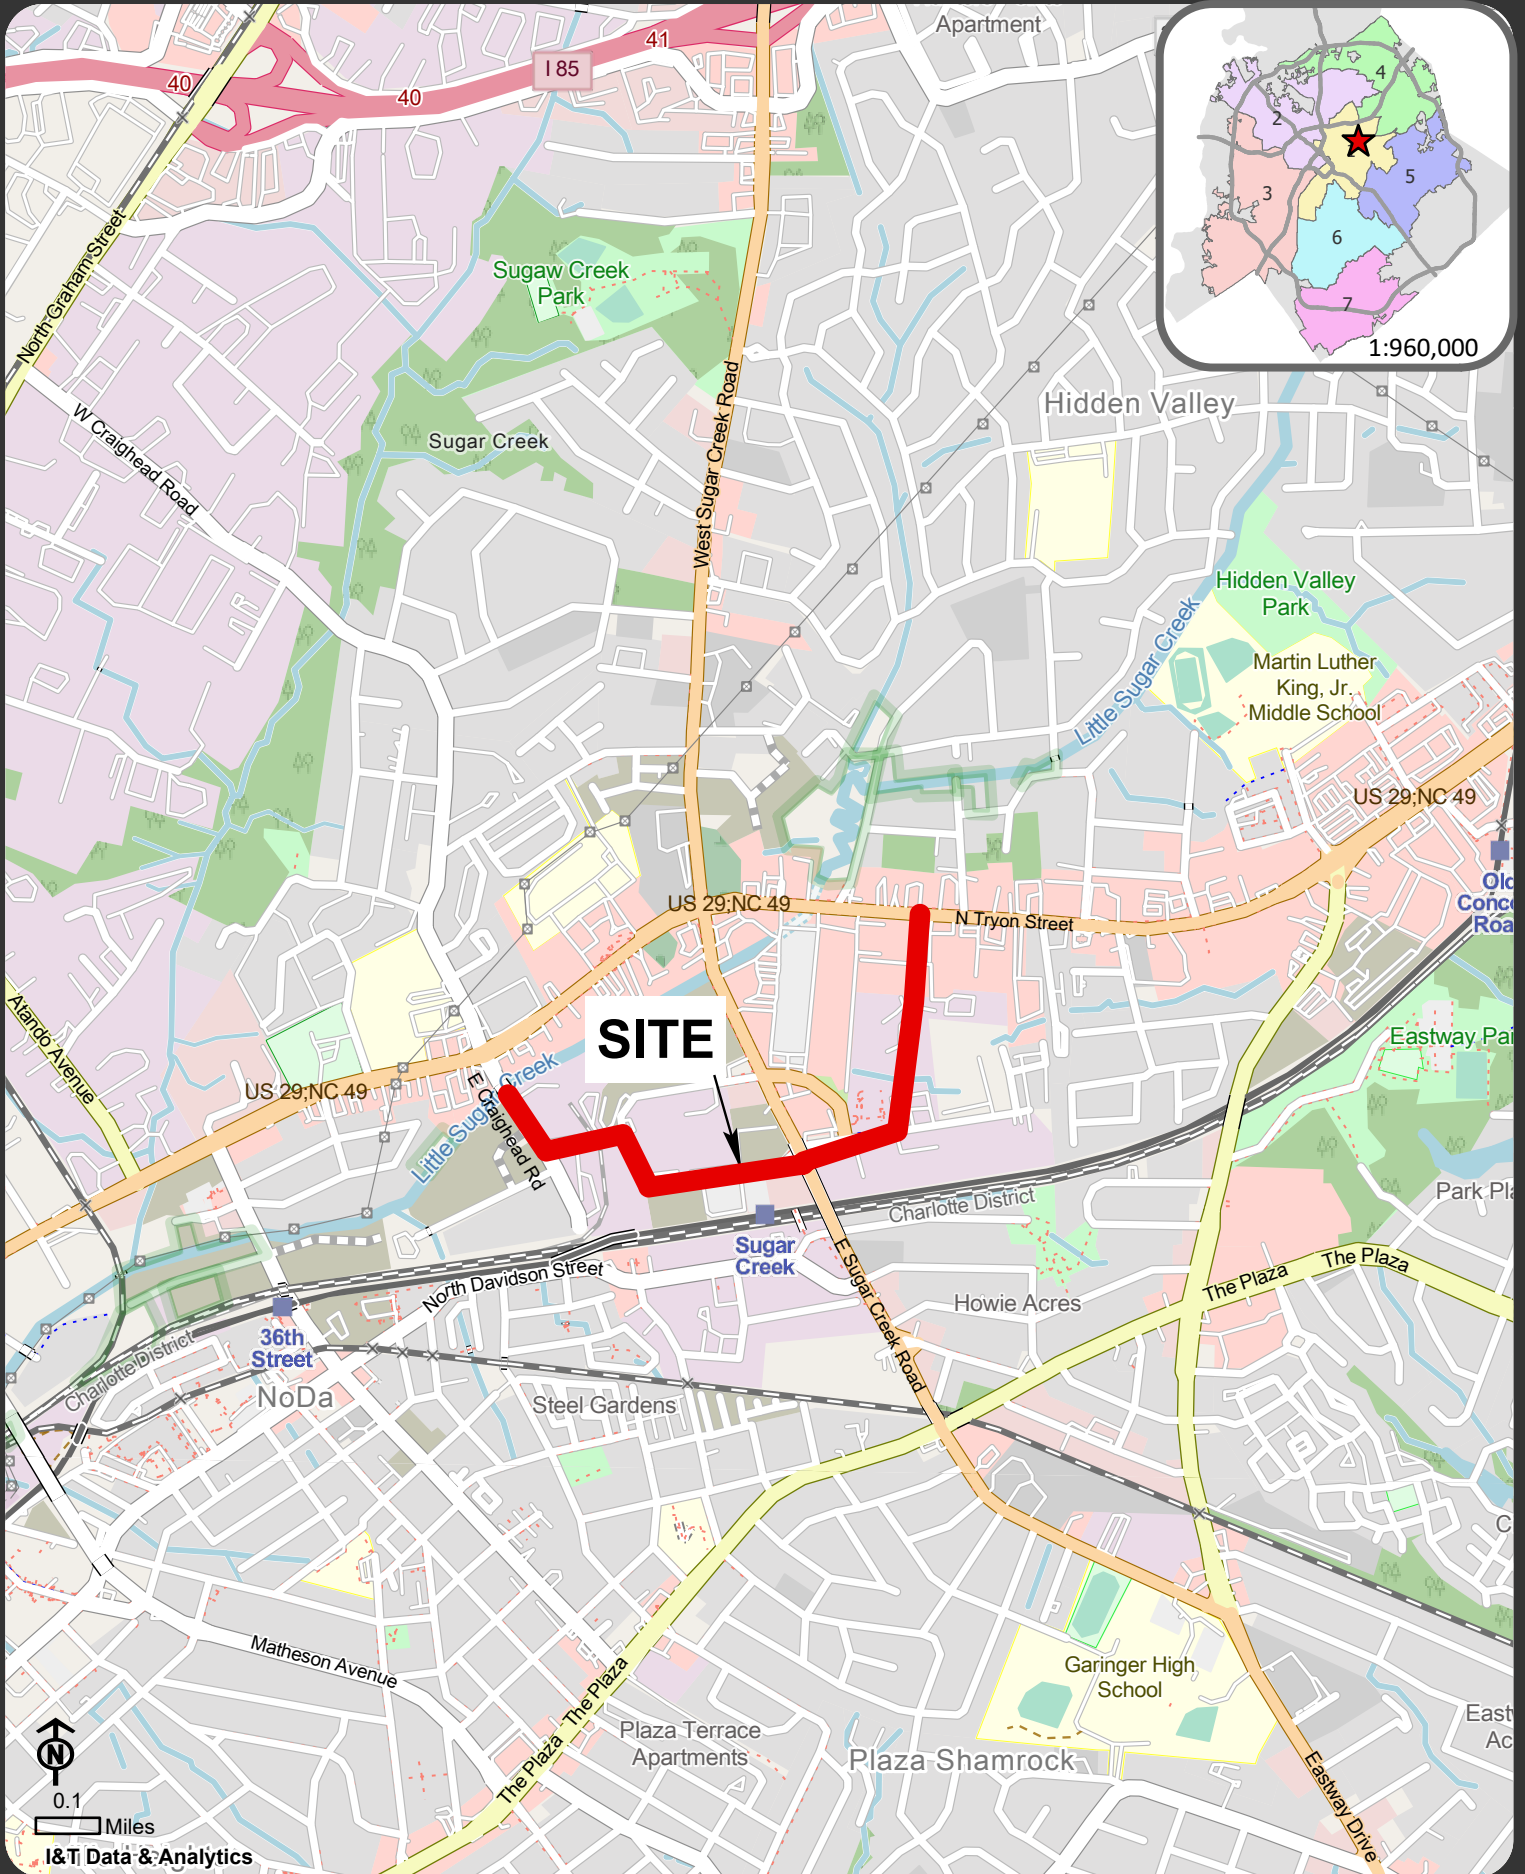 Apartment
41
I 85
40
40
4
2
5
3
6
7
1:960,000
North Graham Street
Sugaw Creek
Park
West Sugar Creek Road
Hidden Valley
W Craighead Road
Sugar Creek
Hidden Valley
Park
Little Sugar Creek
Martin Luther
King, Jr.
Middle School
US 29;NC 49
US 29;NC 49
N Tryon Street
Old
Atando Avenue
SITE
US 29;NC 49
E Craighead Rd
Little Sugar Creek
Charlotte District
Sugar
Creek
E Sugar Creek Road
North Davidson Street
The Plaza
The Plaza
Howie Acres
36th
Street
Charlotte District
NoDa
Steel Gardens
Matheson Avenue
The Plaza
The Plaza
Garinger High
School
Plaza Terrace
Apartments
Plaza Shamrock
Eastway Drive
N
0.1
Miles
I&T Data & Analytics